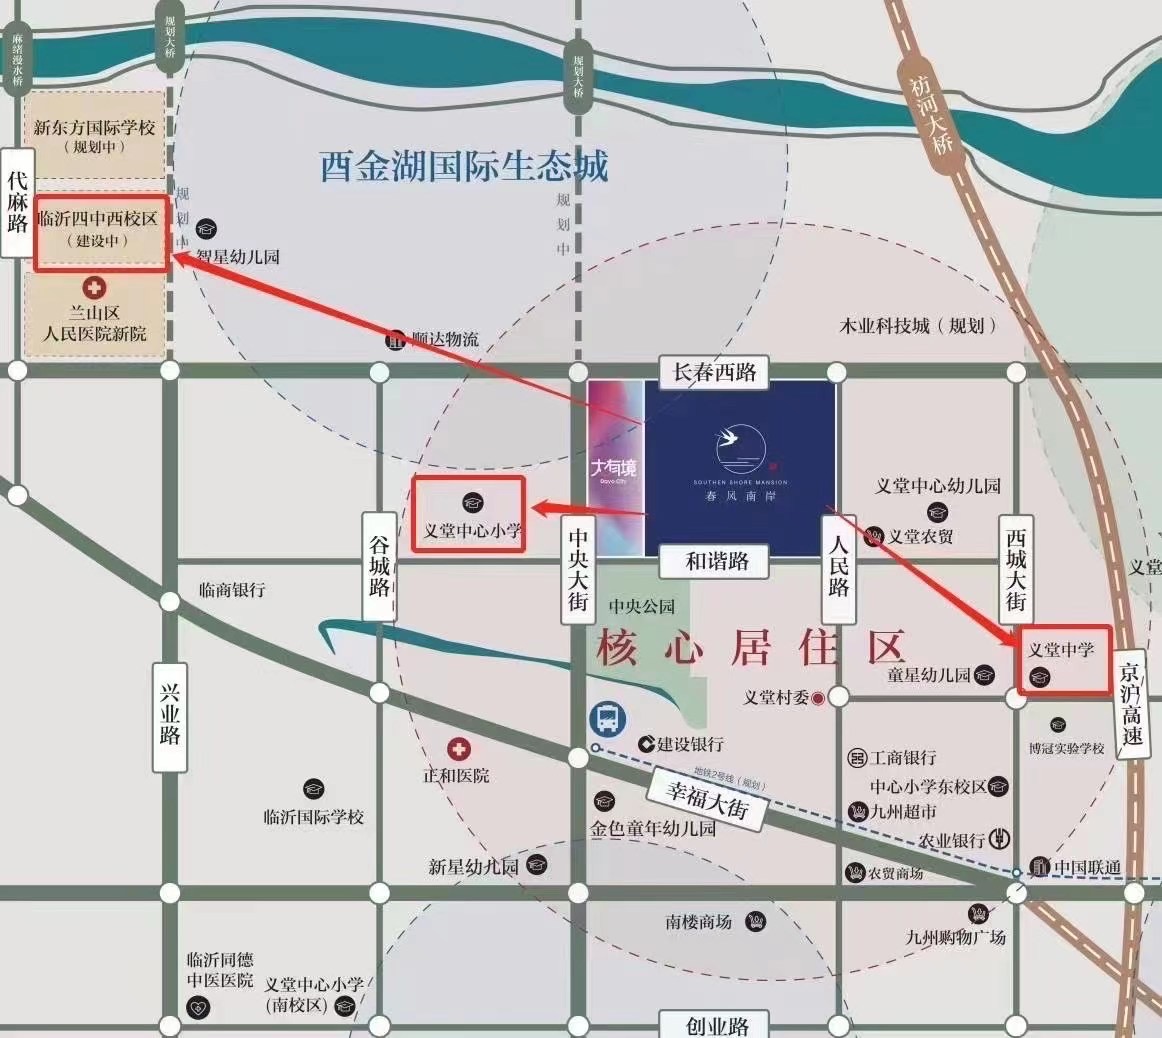 麻绪漫水桥
规划大桥
规划大桥
祊河大桥
新东方国际学校
（规划中）
西金湖国际生态城
代麻路
临沂四中西校区
（建设中）
规划中
规划中
智星幼儿园
兰山区
人民医院新院
顺达物流
木业科技城（规划）
长春西路
大有境
Dayo City
SOUTHEN SHORE MANSION
春风南岸
义堂中心幼儿园
义堂中心小学
义堂农贸
谷城路
中央大街
和谐路
人民路
西城大街
义堂
临商银行
中央公园
核心居住区
义堂中学
童星幼儿园
义堂村委
京沪高速
兴业路
建设银行
博冠实验学校
正和医院
地铁2号线（规划）
工商银行
中心小学东校区
幸福大街
九州超市
临沂国际学校
金色童年幼儿园
农业银行
新星幼儿园
农贸商场
中国联通
南楼商场
九州购物广场
临沂同德
中医医院
义堂中心小学
(南校区)
创业路